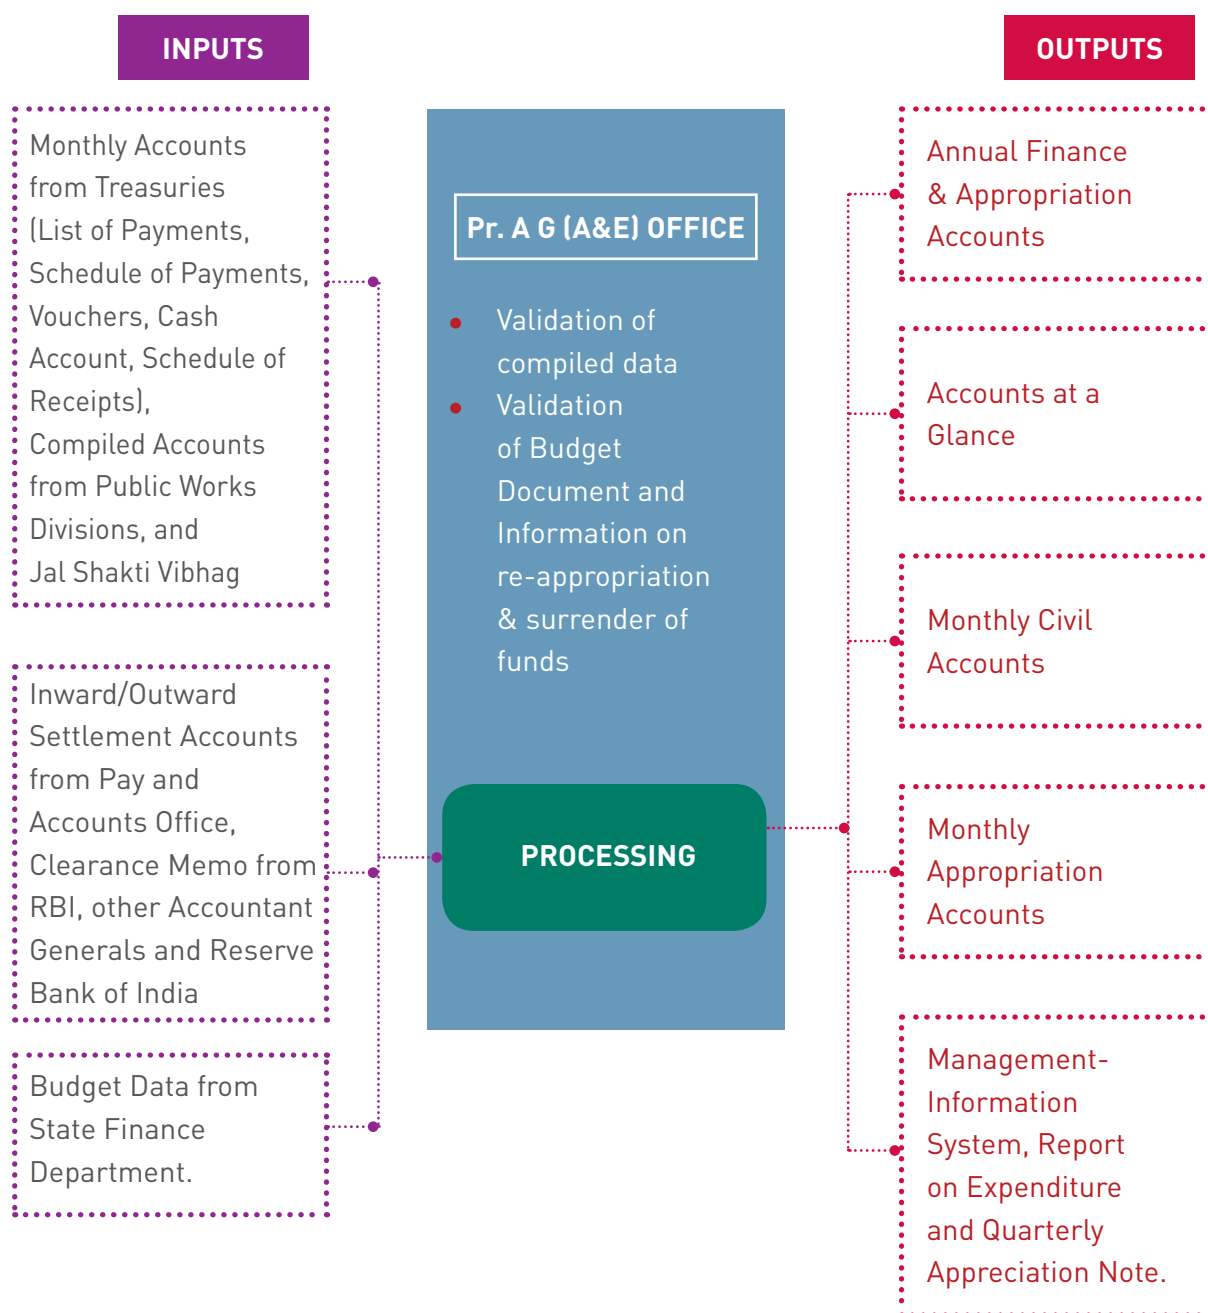 INPUTS
Monthly Accounts
from Treasuries
(List of Payments,
Schedule of Payments,
Vouchers, Cash
Account, Schedule of
Receipts),
Compiled Accounts
from Public Works
Divisions, and
Jal Shakti Vibhag
Inward/Outward
Settlement Accounts
from Pay and
Accounts Office,
Clearance Memo from
RBI, other Accountant
Generals and Reserve
Bank of India
Budget Data from
State Finance
Department.
Pr. A G (A&E) OFFICE
• Validation of
compiled data
• Validation
of Budget
Document and
Information on
re-appropriation
& surrender of
funds
PROCESSING
OUTPUTS
Annual Finance
& Appropriation
Accounts
Accounts at a
Glance
Monthly Civil
Accounts
Monthly
Appropriation
Accounts
Management-
Information
System, Report
on Expenditure
and Quarterly
Appreciation Note.